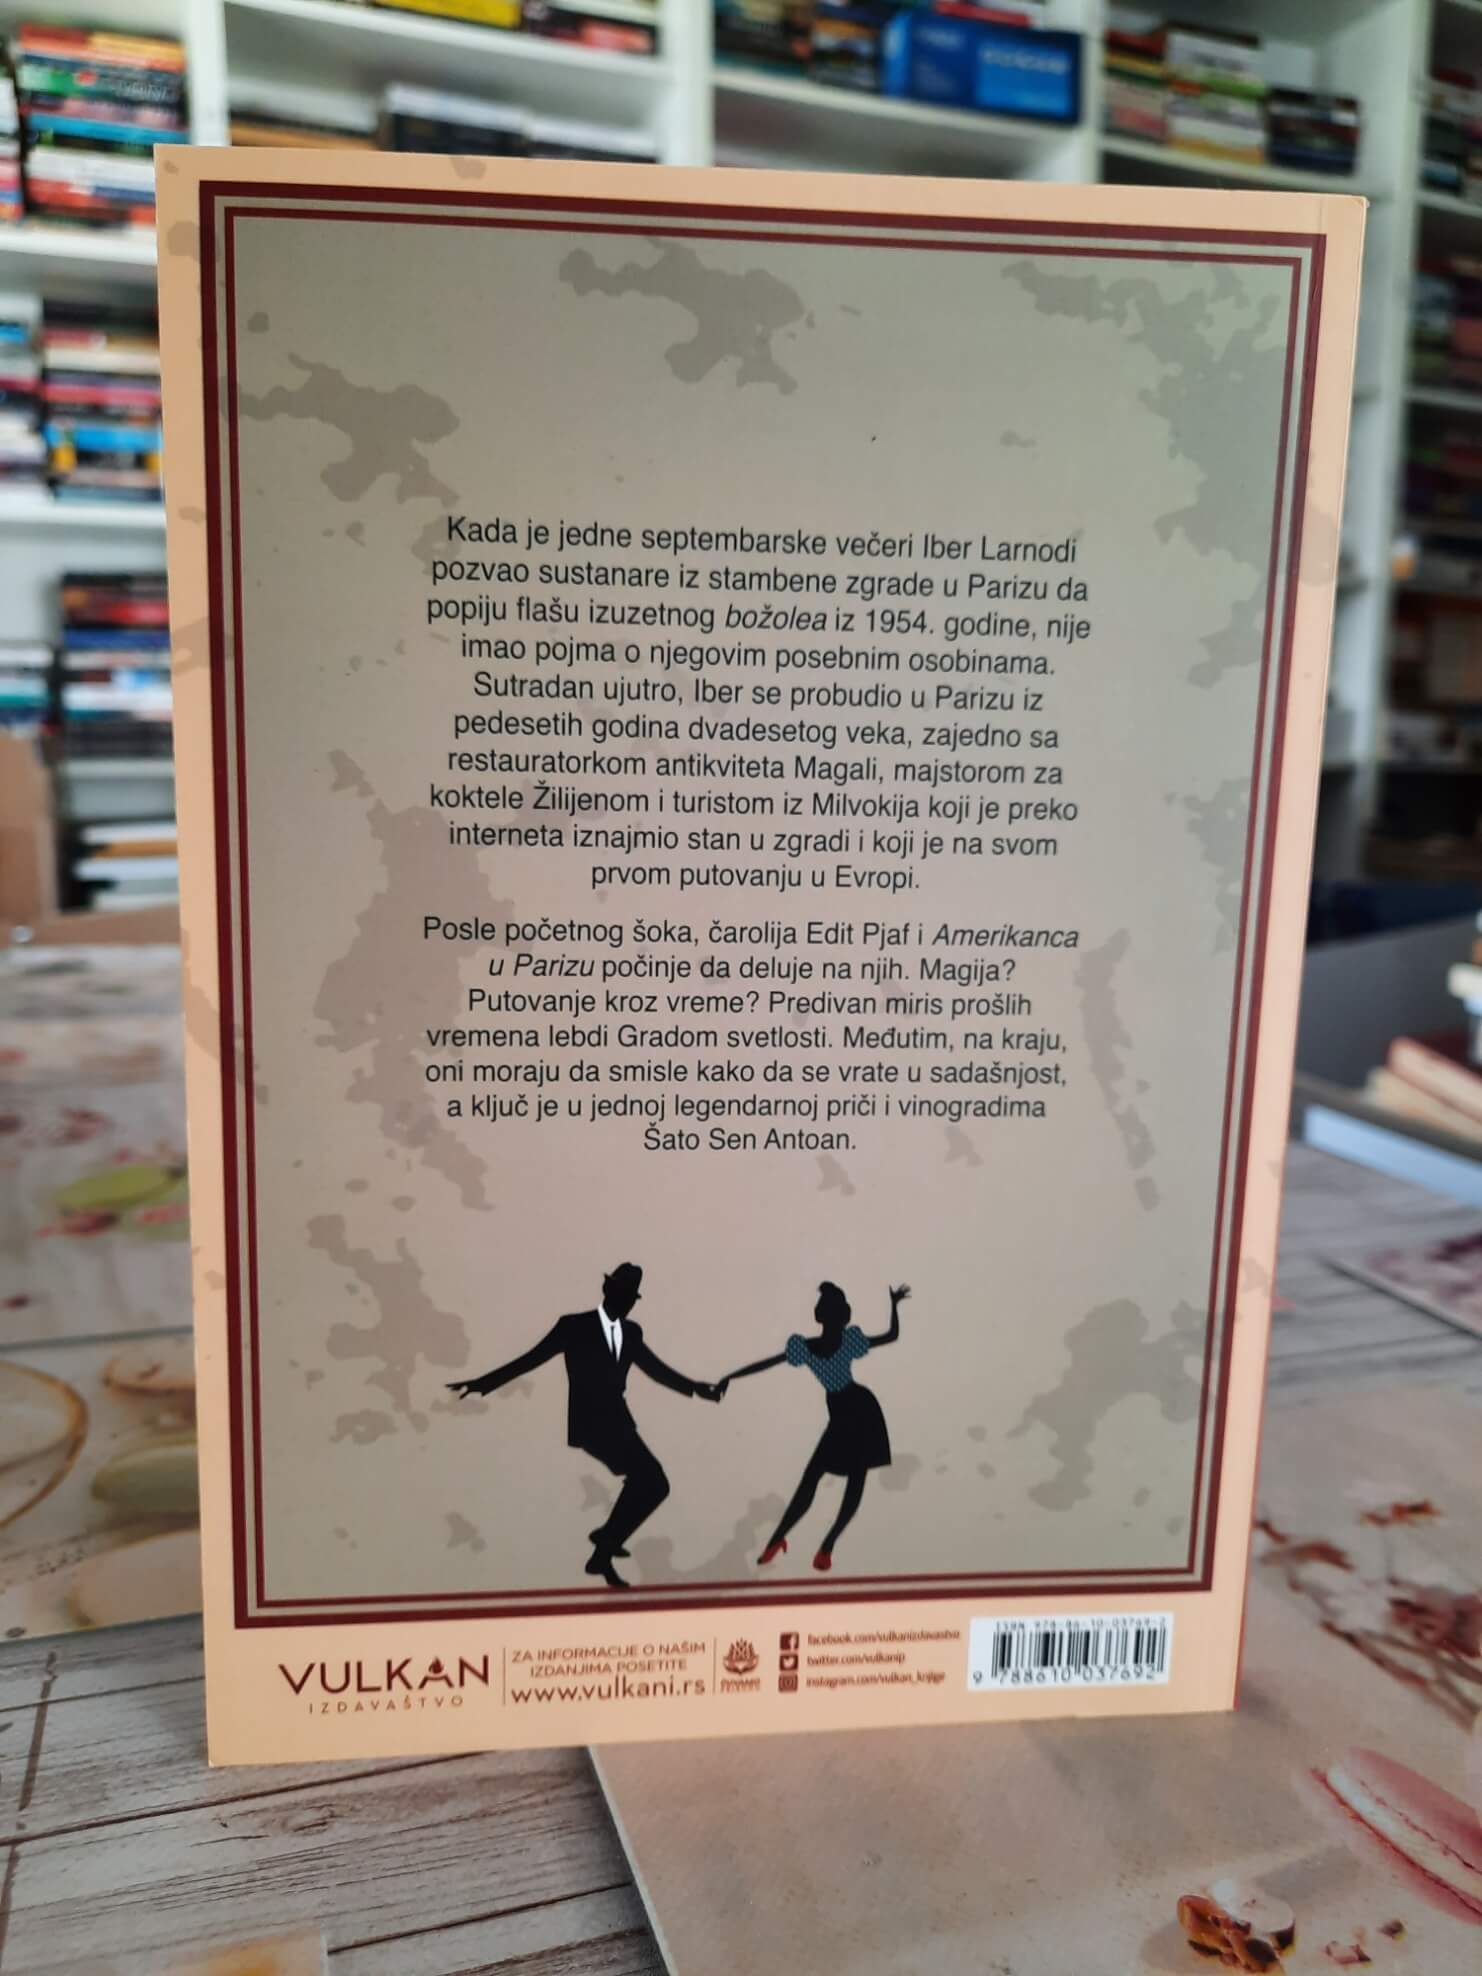 Kada je jedne septembarske večeri Iber Larnodi
pozvao sustanare iz stambene zgrade u Parizu da
popiju flašu izuzetnog božolea iz 1954. godine, nije
imao pojma o njegovim posebnim osobinama.
Sutradan ujutro, Iber se probudio u Parizu iz
pedesetih godina dvadesetog veka, zajedno sa
restauratorkom antikviteta Magali, majstorom za
koktele Žilijenom i turistom iz Milvokija koji je preko
interneta iznajmio stan u zgradi i koji je na svom
prvom putovanju u Evropi.
Posle početnog šoka, čarolija Edit Pjaf i Amerikanca
u Parizu počinje da deluje na njih. Magija?
Putovanje kroz vreme? Predivan miris prošlih
vremena lebdi Gradom svetlosti. Međutim, na kraju,
oni moraju da smisle kako da se vrate u sadašnjost,
a ključ je u jednoj legendarnoj priči i vinogradima
Šato Sen Antoan.
VULKAN
IZDAVAŠTVO
ZA INFORMACIJE O NAŠIM
IZDANJIMA POSETITE
www.vulkani.rs
facebook.com/vulkanizdavastvo
twitter.com/vulkanip
instagram.com/vulkan_knjige
ISBN 978-86-10-03769-2
9 788610 037692